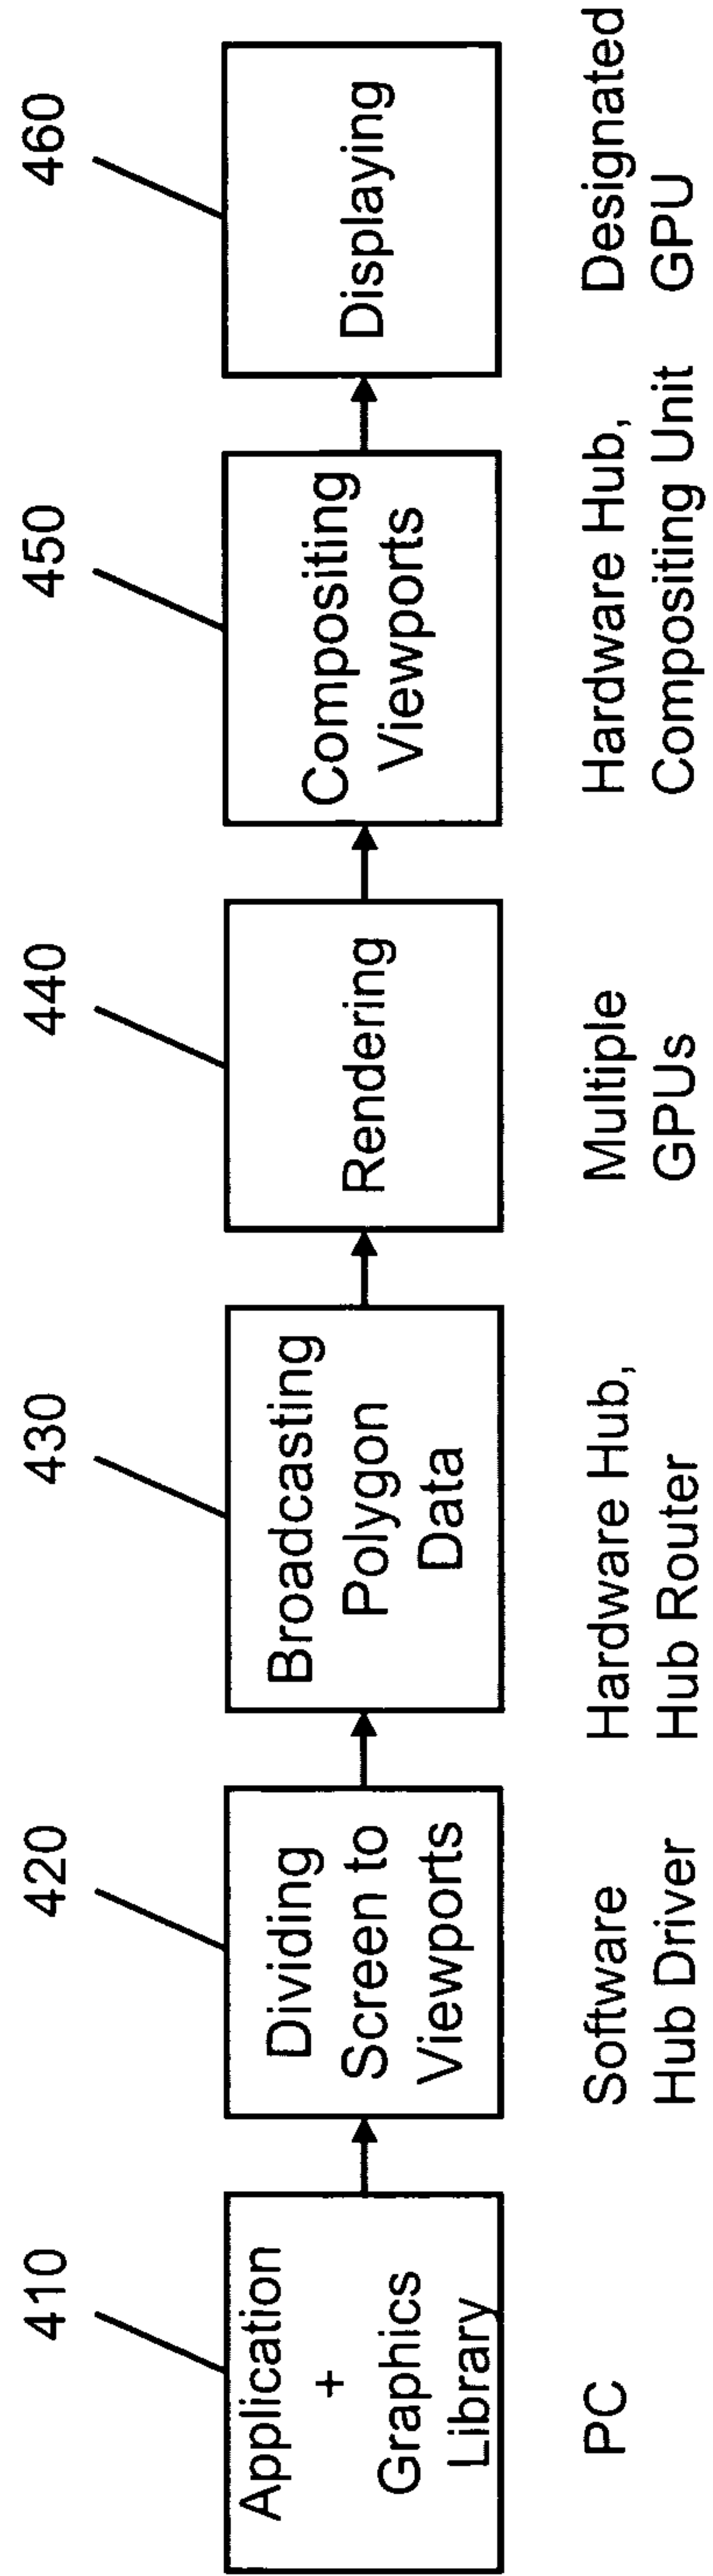 410
420
430
440
450
460
Application
+
Graphics
Library
Dividing
Screen to
Viewports
Broadcasting
Polygon
Data
Rendering
Compositing
Viewports
Displaying
PC
Software
Hub Driver
Hardware Hub,
Hub Router
Multiple
GPUs
Hardware Hub,
Compositing Unit
Designated
GPU